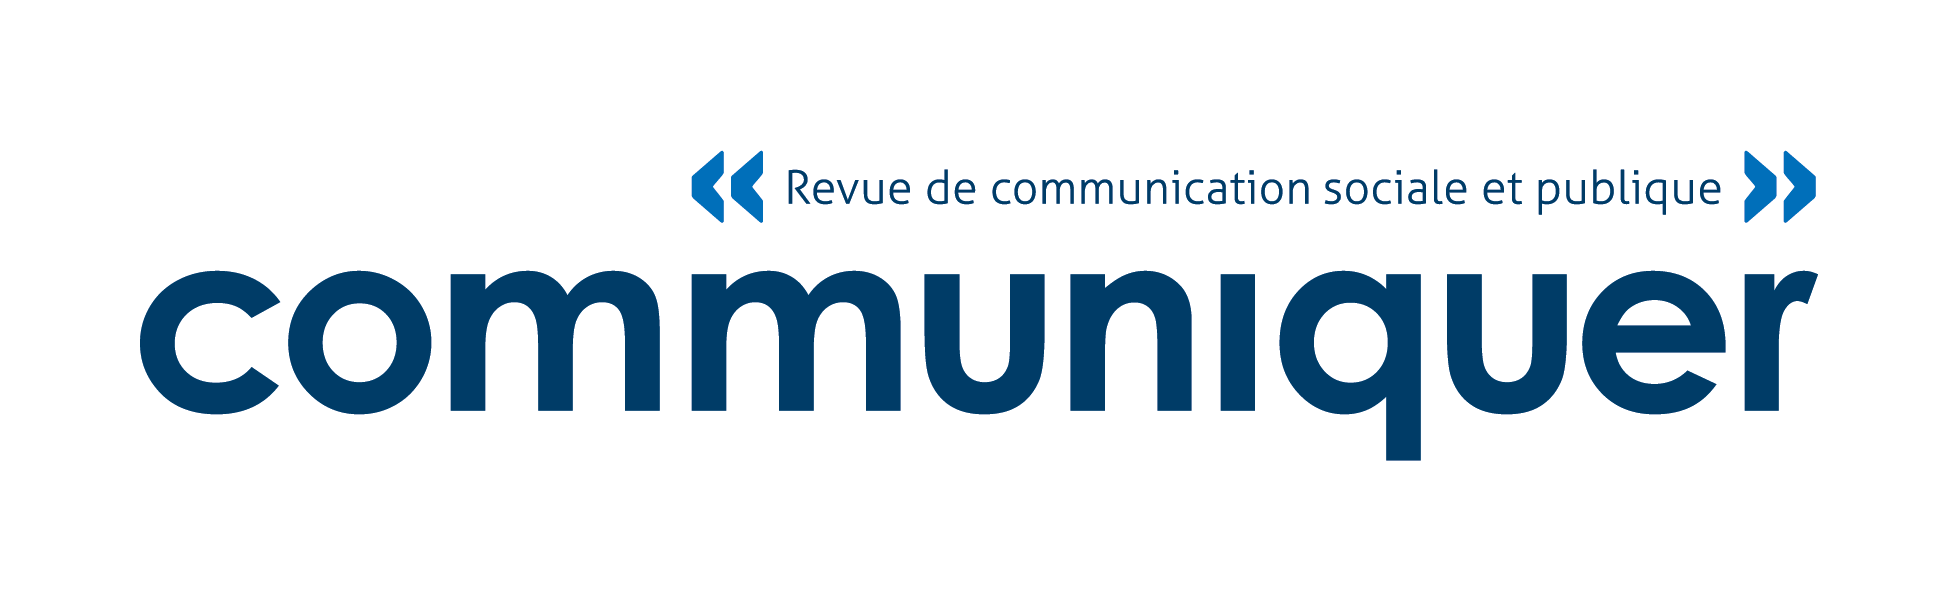 « Revue de communication sociale et publique »
communiquer